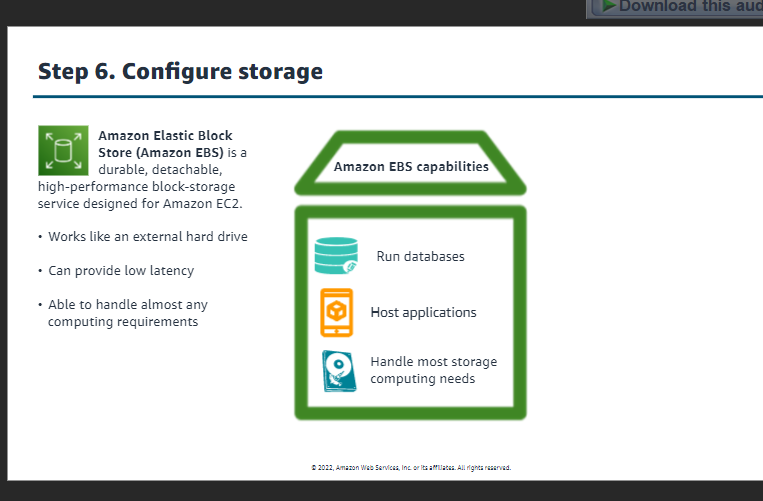 Download this aud
Step 6. Configure storage
Amazon Elastic Block
Store (Amazon EBS) is a
durable, detachable,
high-performance block-storage
service designed for Amazon EC2.
• Works like an external hard drive
• Can provide low latency
• Able to handle almost any
computing requirements
Amazon EBS capabilities
Run databases
Host applications
Handle most storage
computing needs
© 2022, Amazon Web Services, Inc. or its affiliates. All rights reserved.